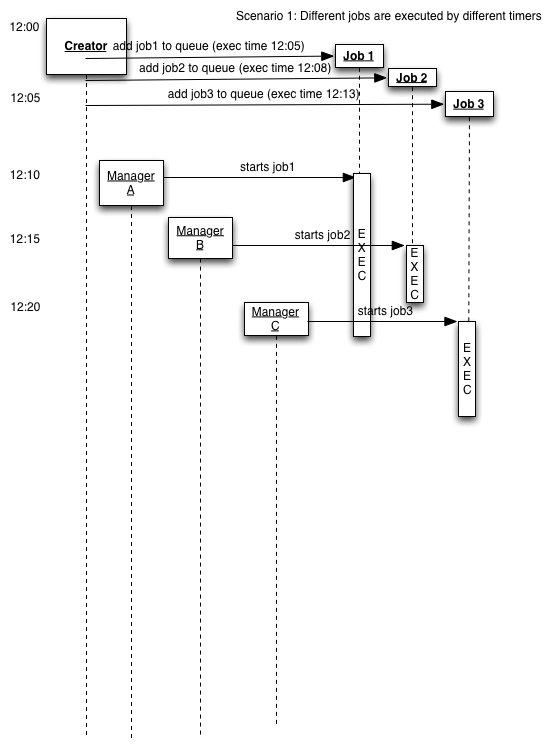 Scenario 1: Different jobs are executed by different timers
12:00
Creator
add job1 to queue (exec time 12:05)
Job 1
add job2 to queue (exec time 12:08)
Job 2
12:05
add job3 to queue (exec time 12:13)
Job 3
12:10
Manager
A
starts job1
E
X
E
C
12:15
Manager
B
starts job2
E
X
E
C
12:20
Manager
C
starts job3
E
X
E
C